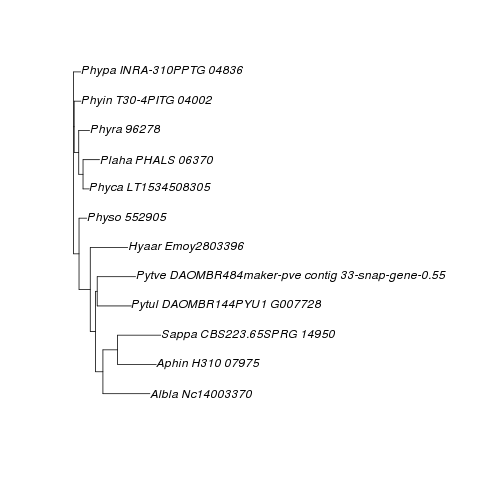 Phypa INRA-310PPTG 04836
Phyin T30-4PITG 04002
Phyra 96278
Plaha PHALS 06370
Phyca LT1534508305
Physo 552905
Hyaar Emoy2803396
Pytve DAOMBR484maker-pve contig 33-snap-gene-0.55
Pytul DAOMBR144PYU1 G007728
Sappa CBS223.65SPRG 14950
Aphin H310 07975
Albla Nc14003370